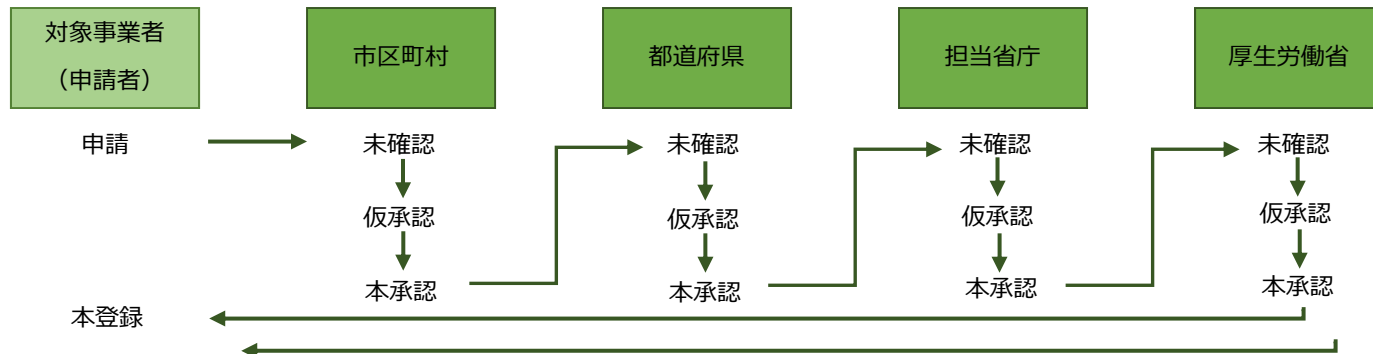 対象事業者
（申請者）
市区町村
都道府県
担当省庁
厚生労働省
申請
未確認
未確認
未確認
未確認
仮承認
仮承認
仮承認
仮承認
本承認
本承認
本承認
本承認
本登録